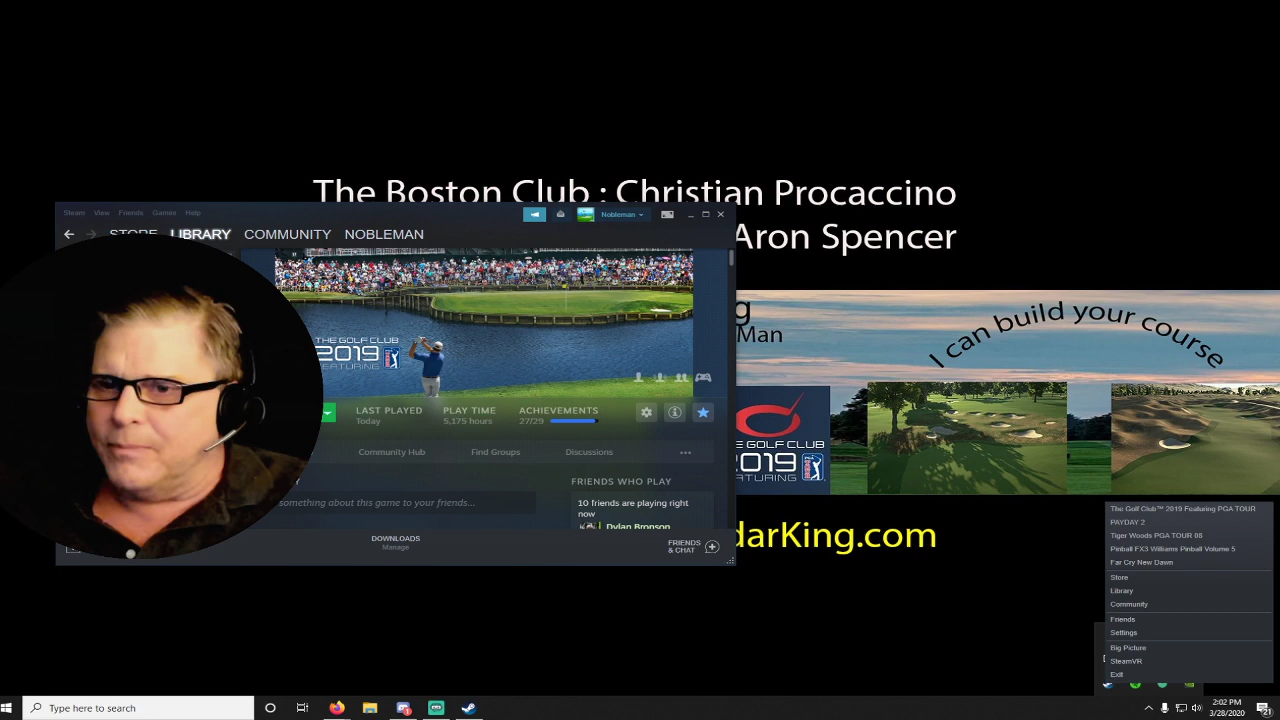 The Boston Club : Christian Procaccino
Aron Spencer
Steam View Friends Games Help
Nobleman
STORE LIBRARY COMMUNITY NOBLEMAN
THE GOLF CLUB
2019
FEATURING
PGA TOUR
LAST PLAYED
Today
PLAY TIME
5,175 hours
ACHIEVEMENTS
27/29
Community Hub Find Groups Discussions
something about this game to your friends...
FRIENDS WHO PLAY
10 friends are playing right
now
Dylan Bronson
DOWNLOADS
Manage
FRIENDS
& CHAT
g
Man
I can build your course
THE GOLF CLUB
2019
TURING
darKing.com
The Golf Club™ 2019 Featuring PGA TOUR
PAYDAY 2
Tiger Woods PGA TOUR 08
Pinball FX3 Williams Pinball Volume 5
Far Cry New Dawn
Store
Library
Community
Friends
Settings
Big Picture
SteamVR
Exit
Type here to search
2:02 PM
3/28/2020
21